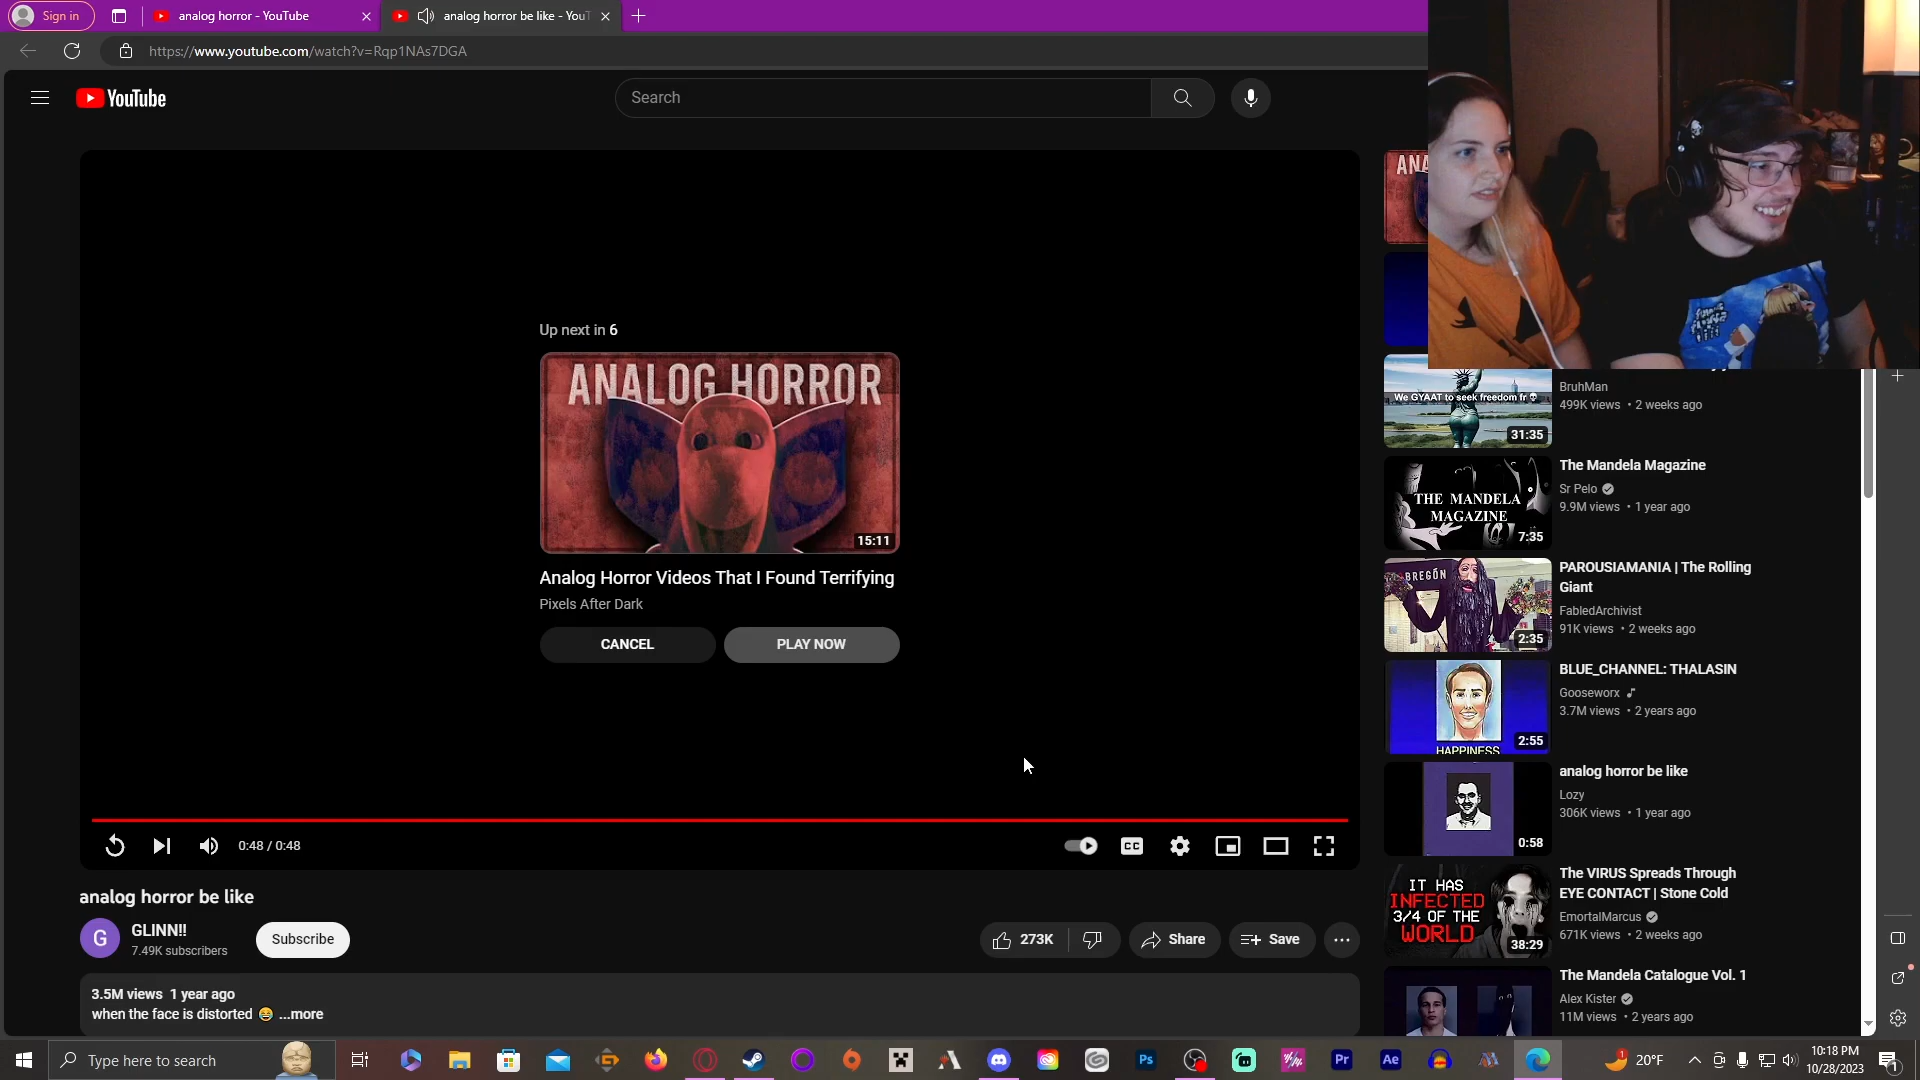 Sign in
analog horror - YouTube
analog horror be like - You
https://www.youtube.com/watch?v=Rqp1NAs7DGA
YouTube
Search
Up next in 6
ANALOG HORROR
15:11
Analog Horror Videos That I Found Terrifying
Pixels After Dark
CANCEL
PLAY NOW
0:48 / 0:48
CC
analog horror be like
G
GLINN!!
7.49K subscribers
Subscribe
273K
Share
Save
3.5M views 1 year ago
when the face is distorted 😂 ...more
ANA
We GYAAT to seek freedom fr 💀
31:35
BruhMan
499K views • 2 weeks ago
THE MANDELA
MAGAZINE
7:35
The Mandela Magazine
Sr Pelo
9.9M views • 1 year ago
BREGÓN
2:35
PAROUSIAMANIA | The Rolling
Giant
FabledArchivist
91K views • 2 weeks ago
HAPPINESS
2:55
BLUE_CHANNEL: THALASIN
Gooseworx
3.7M views • 2 years ago
0:58
analog horror be like
Lozy
306K views • 1 year ago
IT HAS
INFECTED
3/4 OF THE
WORLD
38:29
The VIRUS Spreads Through
EYE CONTACT | Stone Cold
EmortalMarcus
671K views • 2 weeks ago
The Mandela Catalogue Vol. 1
Alex Kister
11M views • 2 years ago
Type here to search
Ps
Pr
Ae
1
20°F
10:18 PM
10/28/2023
1